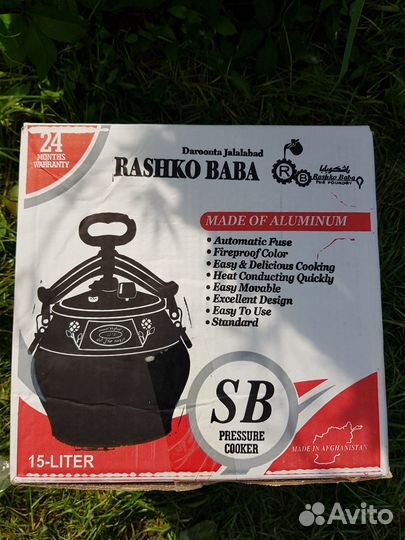 24
MONTHS
WARRANTY
Daroonta Jalalabad
RASHKO BABA
R B
Rashko Baba
THE FOUNDRY
MADE OF ALUMINUM
• Automatic Fuse
• Fireproof Color
• Easy & Delicious Cooking
• Heat Conducting Quickly
• Easy Movable
• Excellent Design
• Easy To Use
• Standard
SB
PRESSURE
COOKER
15-LITER
MADE IN AFGHANISTAN
Avito